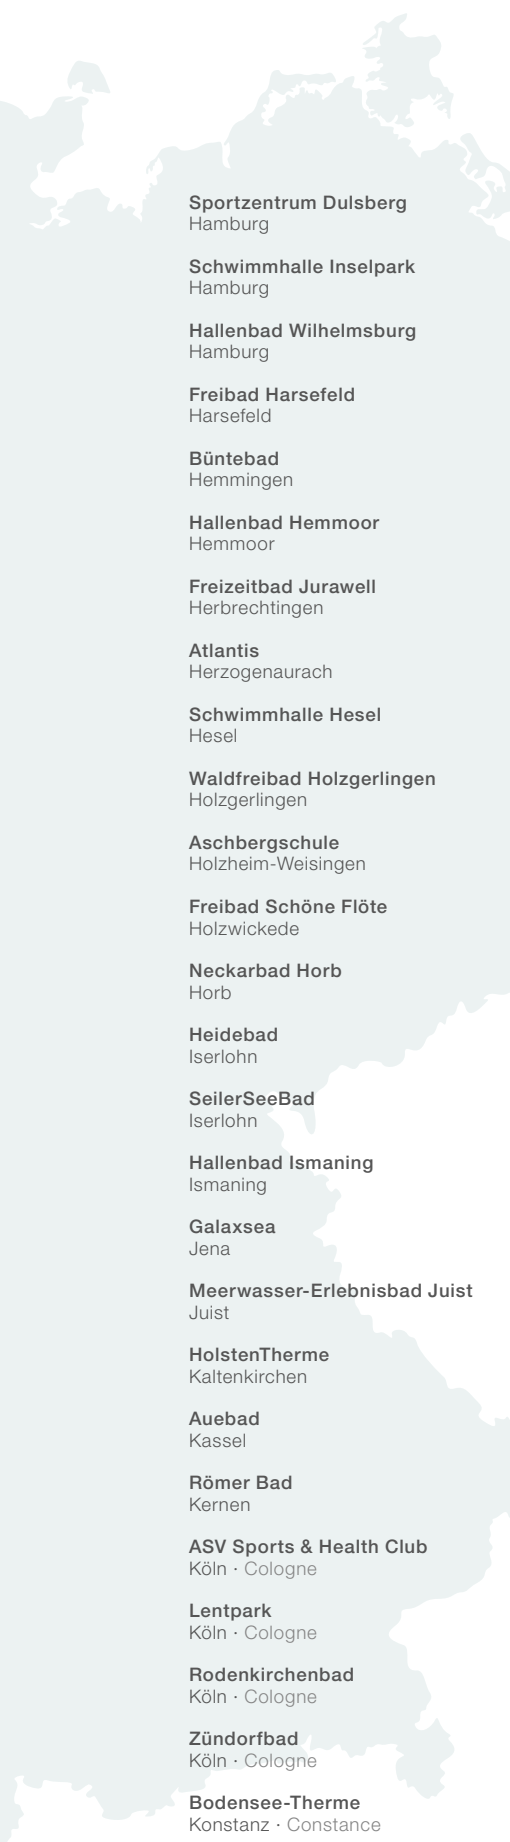 Sportzentrum Dulsberg
Hamburg
Schwimmhalle Inselpark
Hamburg
Hallenbad Wilhelmsburg
Hamburg
Freibad Harsefeld
Harsefeld
Büntebad
Hemmingen
Hallenbad Hemmoor
Hemmoor
Freizeitbad Jurawell
Herbrechtingen
Atlantis
Herzogenaurach
Schwimmhalle Hesel
Hesel
Waldfreibad Holzgerlingen
Holzgerlingen
Aschbergschule
Holzheim-Weisingen
Freibad Schöne Flöte
Holzwickede
Neckarbad Horb
Horb
Heidebad
Iserlohn
SeilerSeeBad
Iserlohn
Hallenbad Ismaning
Ismaning
Galaxsea
Jena
Meerwasser-Erlebnisbad Juist
Juist
HolstenTherme
Kaltenkirchen
Auebad
Kassel
Römer Bad
Kernen
ASV Sports & Health Club
Köln · Cologne
Lentpark
Köln · Cologne
Rodenkirchenbad
Köln · Cologne
Zündorfbad
Köln · Cologne
Bodensee-Therme
Konstanz · Constance